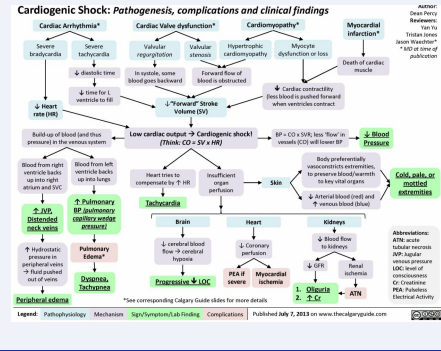 Cardiogenic Shock: Pathogenesis, complications and clinical findings
Author:
Dean Percy
Reviewers:
Yan Yu
Tristan Jones
Jason Waechter*
* MD at time of
publication
Cardiac Arrhythmia*
Cardiac Valve dysfunction*
Cardiomyopathy*
Myocardial
infarction*
Severe
bradycardia
Severe
tachycardia
Valvular
regurgitation
Valvular
stenosis
Hypertrophic
cardiomyopathy
Myocyte
dysfunction or loss
Death of cardiac
muscle
↓ diastolic time
In systole, some
blood goes backward
Forward flow of
blood is obstructed
↓ time for L
ventricle to fill
↓ Cardiac contractility
(less blood is pushed forward
when ventricles contract
↓ Heart
rate (HR)
↓"Forward" Stroke
Volume (SV)
Build-up of blood (and thus
pressure) in the venous system
Low cardiac output → Cardiogenic shock!
(Think: CO = SV x HR)
BP = CO x SVR; less 'flow' in
vessels (CO) will lower BP
↓ Blood
Pressure
Blood from right
ventricle backs
up into right
atrium and SVC
Blood from left
ventricle backs
up into lungs
Heart tries to
compensate by ↑ HR
Insufficient
organ
perfusion
Skin
Body preferentially
vasoconstricts extremities,
to preserve blood/warmth
to key vital organs
↓ Arterial blood (red) and
↑ venous blood (blue)
Cold, pale, or
mottled
extremities
↑ JVP,
Distended
neck veins
↑ Pulmonary
BP (pulmonary
capillary wedge
pressure)
Tachycardia
Brain
Heart
Kidneys
↑ Hydrostatic
pressure in
peripheral veins
→ fluid pushed
out of veins
Pulmonary
Edema*
↓ cerebral blood
flow → cerebral
hypoxia
↓ Coronary
perfusion
↓ Blood flow
to kidneys
↓ GFR
Renal
ischemia
Dyspnea,
Tachypnea
Progressive ↓ LOC
PEA if
severe
Myocardial
ischemia
1. Oliguria
2. ↑ Cr
ATN
Peripheral edema
*See corresponding Calgary Guide slides for more details
Abbreviations:
ATN: acute
tubular necrosis
JVP: jugular
venous pressure
LOC: level of
consciousness
Cr: Creatinine
PEA: Pulseless
Electrical Activity
Legend: Pathophysiology Mechanism Sign/Symptom/Lab Finding Complications Published July 7, 2013 on www.thecalgaryguide.com